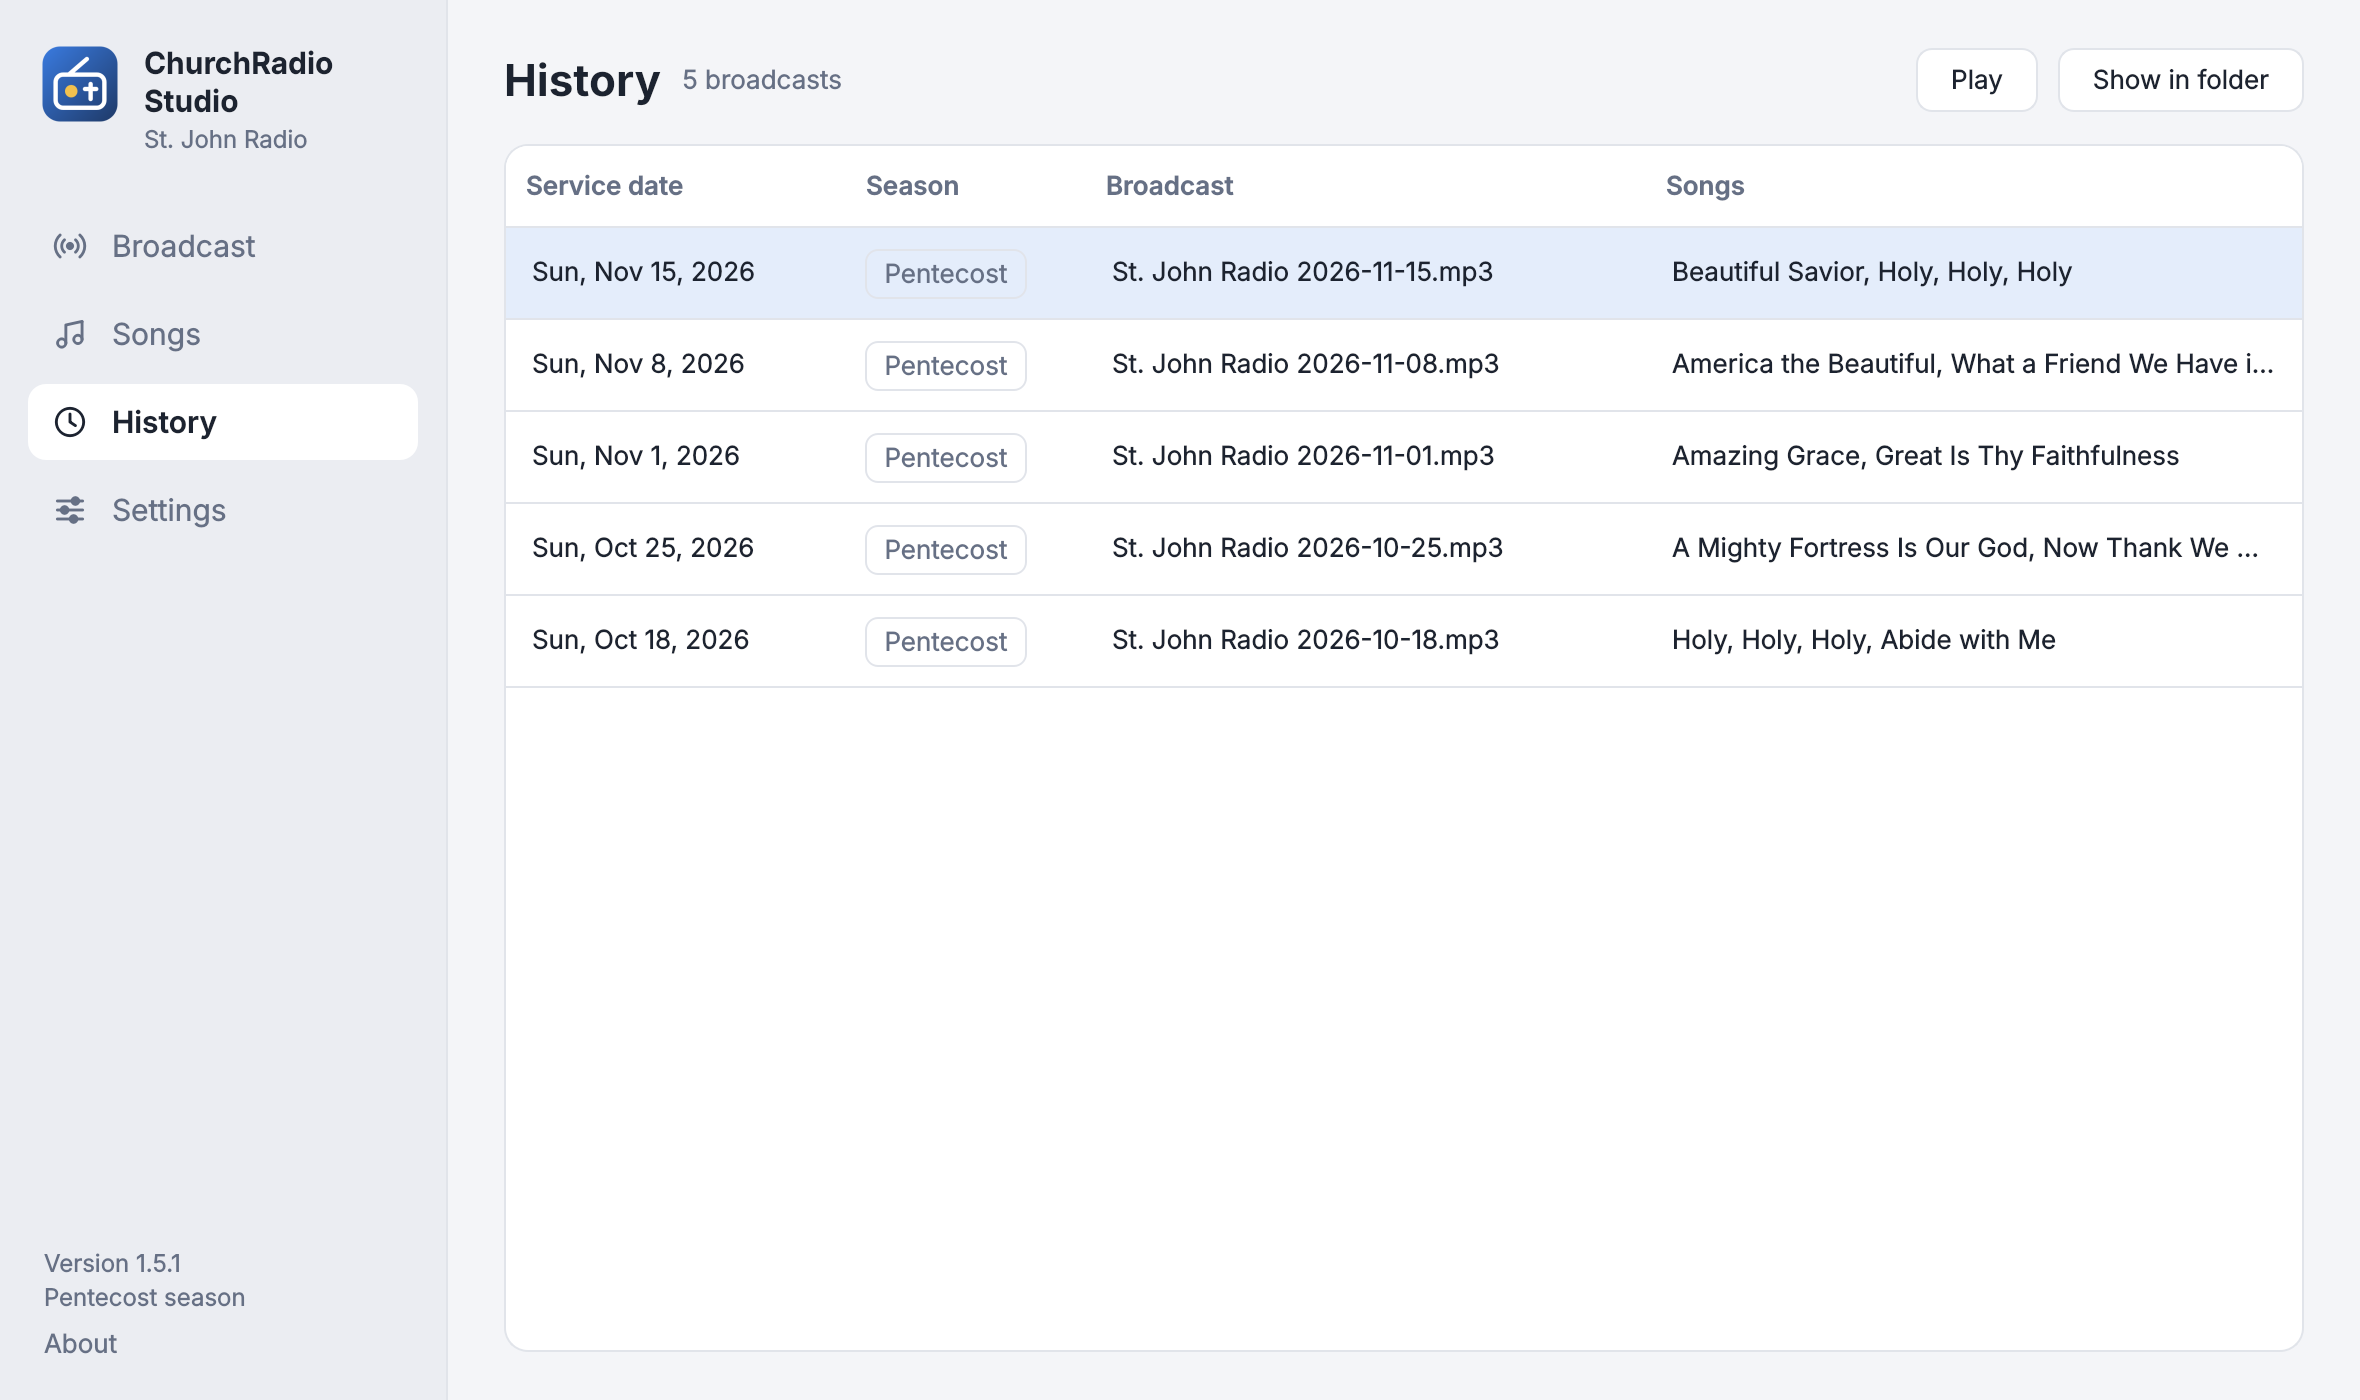 ChurchRadio
Studio
St. John Radio
Broadcast
Songs
History
Settings
Version 1.5.1
Pentecost season
About
History 5 broadcasts Play Show in folder
Service date Season Broadcast Songs
Sun, Nov 15, 2026 Pentecost St. John Radio 2026-11-15.mp3 Beautiful Savior, Holy, Holy, Holy
Sun, Nov 8, 2026 Pentecost St. John Radio 2026-11-08.mp3 America the Beautiful, What a Friend We Have i...
Sun, Nov 1, 2026 Pentecost St. John Radio 2026-11-01.mp3 Amazing Grace, Great Is Thy Faithfulness
Sun, Oct 25, 2026 Pentecost St. John Radio 2026-10-25.mp3 A Mighty Fortress Is Our God, Now Thank We ...
Sun, Oct 18, 2026 Pentecost St. John Radio 2026-10-18.mp3 Holy, Holy, Holy, Abide with Me